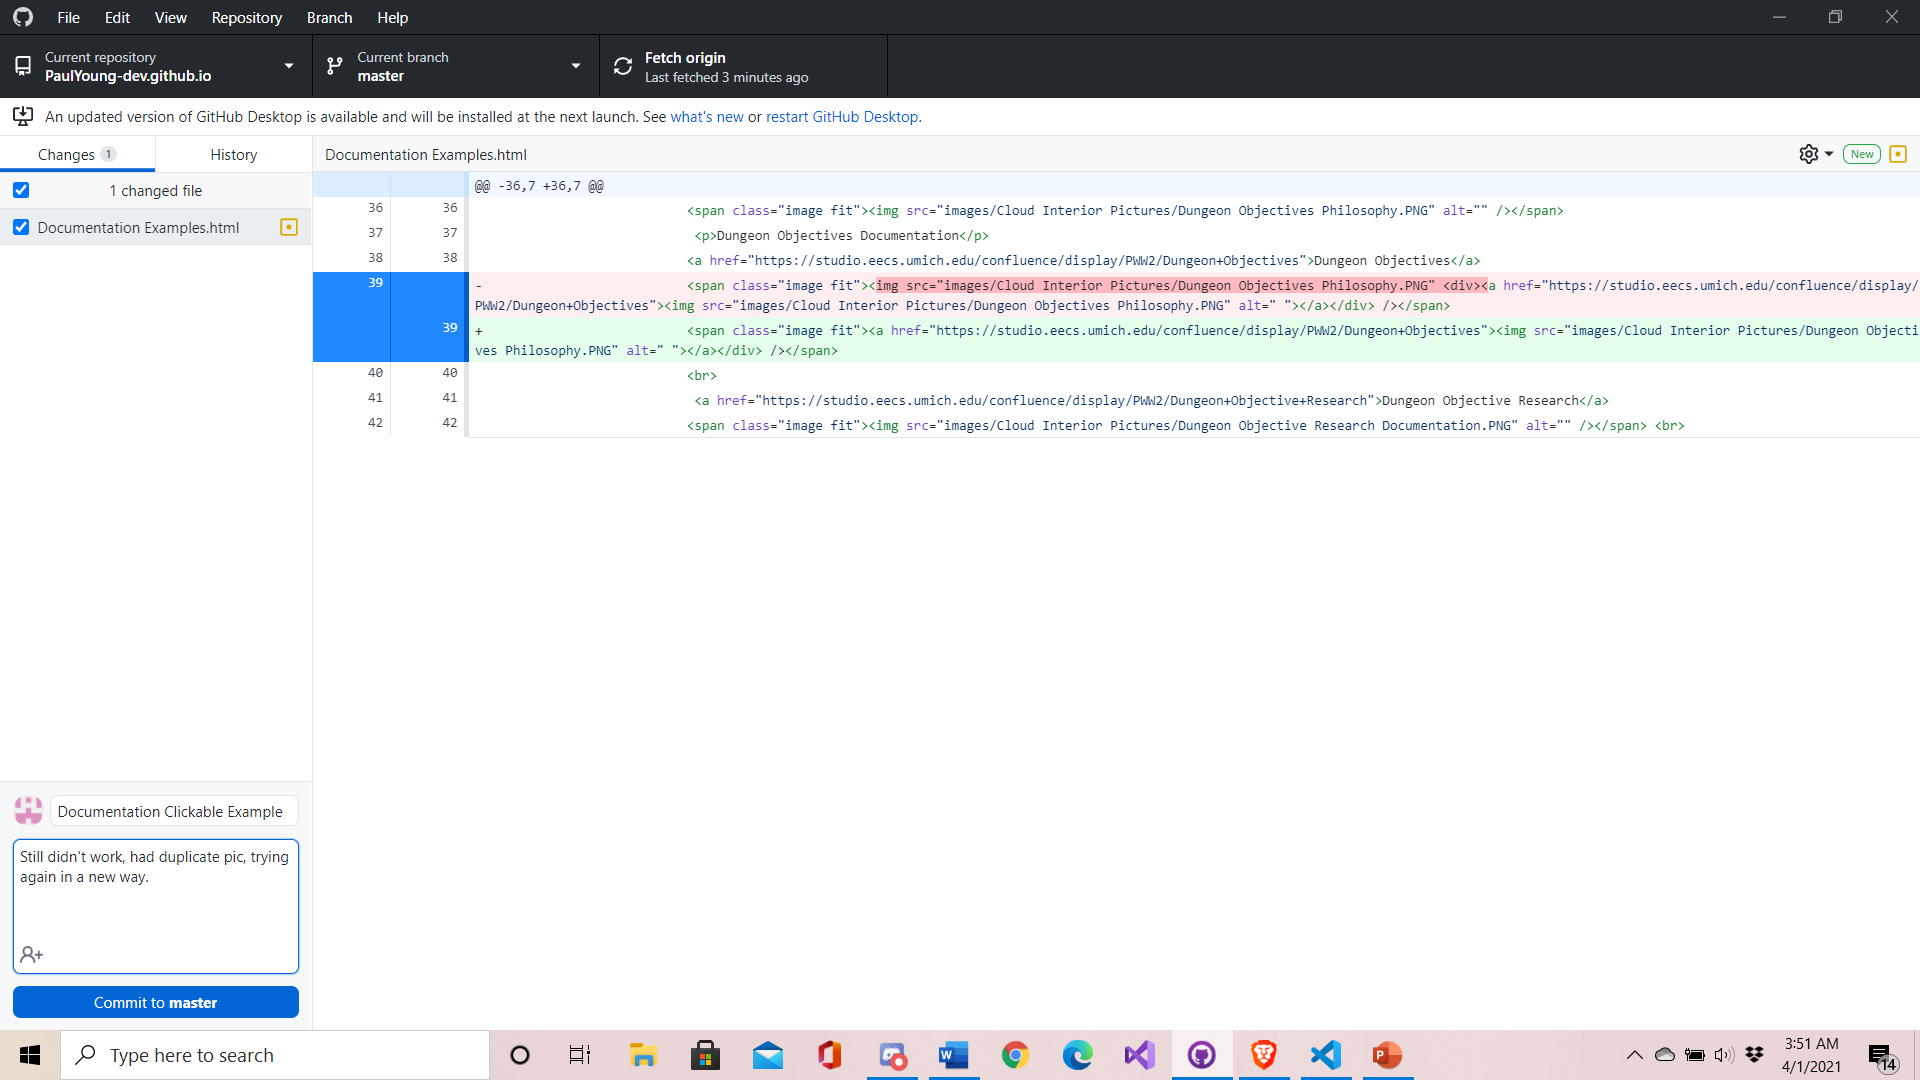 File Edit View Repository Branch Help
Current repository
PaulYoung-dev.github.io
Current branch
master
Fetch origin
Last fetched 3 minutes ago
An updated version of GitHub Desktop is available and will be installed at the next launch. See what's new or restart GitHub Desktop.
Changes 1 History
Documentation Examples.html
New
1 changed file
Documentation Examples.html
@@ -36,7 +36,7 @@
36 36 <span class="image fit"><img src="images/Cloud Interior Pictures/Dungeon Objectives Philosophy.PNG" alt="" /></span>
37 37 <p>Dungeon Objectives Documentation</p>
38 38 <a href="https://studio.eecs.umich.edu/confluence/display/PWW2/Dungeon+Objectives">Dungeon Objectives</a>
39 - <span class="image fit"><img src="images/Cloud Interior Pictures/Dungeon Objectives Philosophy.PNG" <div><a href="https://studio.eecs.umich.edu/confluence/display/
PWW2/Dungeon+Objectives"><img src="images/Cloud Interior Pictures/Dungeon Objectives Philosophy.PNG" alt=" "></a></div> /></span>
39 + <span class="image fit"><a href="https://studio.eecs.umich.edu/confluence/display/PWW2/Dungeon+Objectives"><img src="images/Cloud Interior Pictures/Dungeon Objecti
ves Philosophy.PNG" alt=" "></a></div> /></span>
40 40 <br>
41 41 <a href="https://studio.eecs.umich.edu/confluence/display/PWW2/Dungeon+Objective+Research">Dungeon Objective Research</a>
42 42 <span class="image fit"><img src="images/Cloud Interior Pictures/Dungeon Objective Research Documentation.PNG" alt="" /></span> <br>
Documentation Clickable Example
Still didn't work, had duplicate pic, trying
again in a new way.
Commit to master
Type here to search
3:51 AM
4/1/2021
14